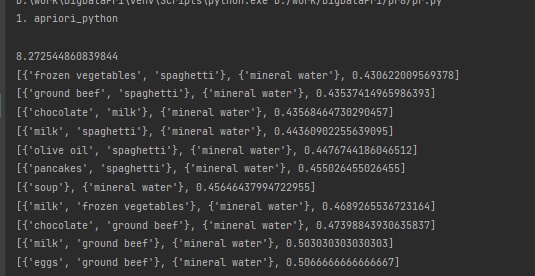 D:\Work\BigDataPr1\venv\Scripts\python.exe D:/Work/BigDataPr1/pr8/pr.py
1. apriori_python
8.272544860839844
[{'frozen vegetables', 'spaghetti'}, {'mineral water'}, 0.430622009569378]
[{'ground beef', 'spaghetti'}, {'mineral water'}, 0.43537414965986393]
[{'chocolate', 'milk'}, {'mineral water'}, 0.43568464730290457]
[{'milk', 'spaghetti'}, {'mineral water'}, 0.44360902255639095]
[{'olive oil', 'spaghetti'}, {'mineral water'}, 0.4476744186046512]
[{'pancakes', 'spaghetti'}, {'mineral water'}, 0.455026455026455]
[{'soup'}, {'mineral water'}, 0.45646437994722955]
[{'milk', 'frozen vegetables'}, {'mineral water'}, 0.4689265536723164]
[{'chocolate', 'ground beef'}, {'mineral water'}, 0.47398843930635837]
[{'milk', 'ground beef'}, {'mineral water'}, 0.503030303030303]
[{'eggs', 'ground beef'}, {'mineral water'}, 0.5066666666666667]